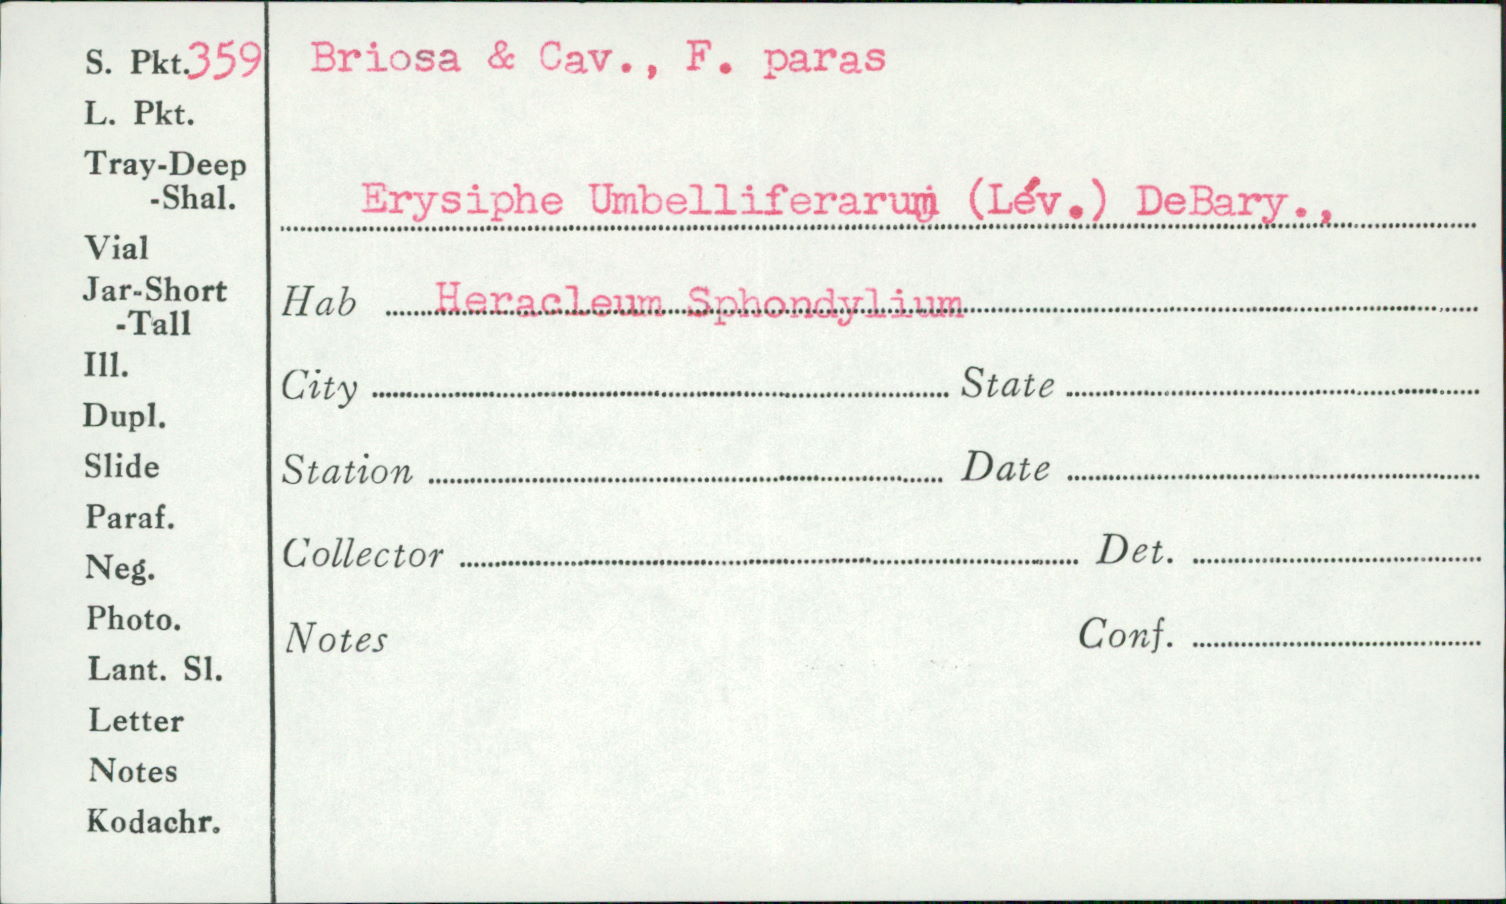 S. Pkt. 359
L. Pkt.
Tray-Deep
-Shal.
Vial
Jar-Short
-Tall
Ill.
Dupl.
Slide
Paraf.
Neg.
Photo.
Lant. Sl.
Letter
Notes
Kodachr.
Briosa & Cav., F. paras
Erysiphe Umbelliferarum (Lév.) DeBary.,
Hab Heracleum Sphondylium
City State
Station Date
Collector Det.
Notes Conf.